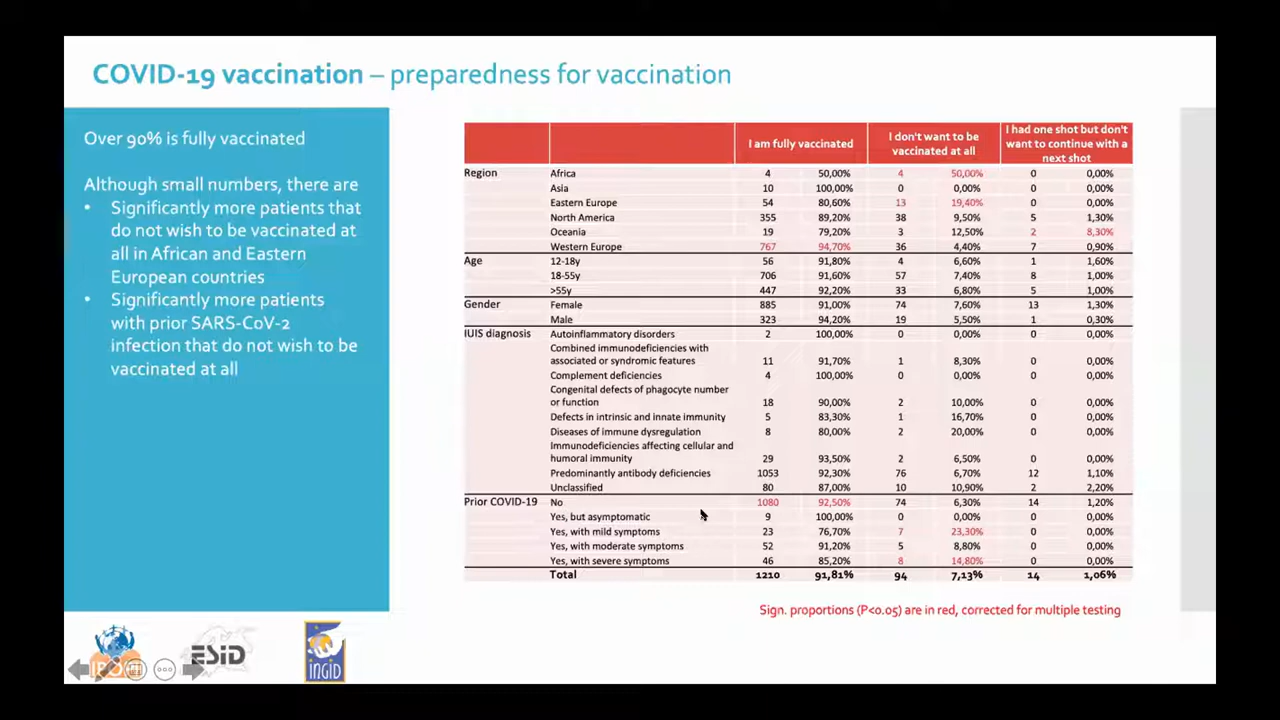 COVID-19 vaccination – preparedness for vaccination
Over 90% is fully vaccinated
Although small numbers, there are
• Significantly more patients that
do not wish to be vaccinated at
all in African and Eastern
European countries
• Significantly more patients
with prior SARS-CoV-2
infection that do not wish to be
vaccinated at all
I am fully vaccinated
I don't want to be
vaccinated at all
I had one shot but don't
want to continue with a
next shot
Region Africa 4 50,00% 4 50,00% 0 0,00%
Asia 10 100,00% 0 0,00% 0 0,00%
Eastern Europe 54 80,60% 13 19,40% 0 0,00%
North America 355 89,20% 38 9,50% 5 1,30%
Oceania 19 79,20% 3 12,50% 2 8,30%
Western Europe 767 94,70% 36 4,40% 7 0,90%
Age 12-18y 56 91,80% 4 6,60% 1 1,60%
18-55y 706 91,60% 57 7,40% 8 1,00%
>55y 447 92,20% 33 6,80% 5 1,00%
Gender Female 885 91,00% 74 7,60% 13 1,30%
Male 323 94,20% 19 5,50% 1 0,30%
IUIS diagnosis Autoinflammatory disorders 2 100,00% 0 0,00% 0 0,00%
Combined immunodeficiencies with
associated or syndromic features 11 91,70% 1 8,30% 0 0,00%
Complement deficiencies 4 100,00% 0 0,00% 0 0,00%
Congenital defects of phagocyte number
or function 18 90,00% 2 10,00% 0 0,00%
Defects in intrinsic and innate immunity 5 83,30% 1 16,70% 0 0,00%
Diseases of immune dysregulation 8 80,00% 2 20,00% 0 0,00%
Immunodeficiencies affecting cellular and
humoral immunity 29 93,50% 2 6,50% 0 0,00%
Predominantly antibody deficiencies 1053 92,30% 76 6,70% 12 1,10%
Unclassified 80 87,00% 10 10,90% 2 2,20%
Prior COVID-19 No 1080 92,50% 74 6,30% 14 1,20%
Yes, but asymptomatic 9 100,00% 0 0,00% 0 0,00%
Yes, with mild symptoms 23 76,70% 7 23,30% 0 0,00%
Yes, with moderate symptoms 52 91,20% 5 8,80% 0 0,00%
Yes, with severe symptoms 46 85,20% 8 14,80% 0 0,00%
Total 1210 91,81% 94 7,13% 14 1,06%
Sign. proportions (P<0.05) are in red, corrected for multiple testing
ESID
INGID